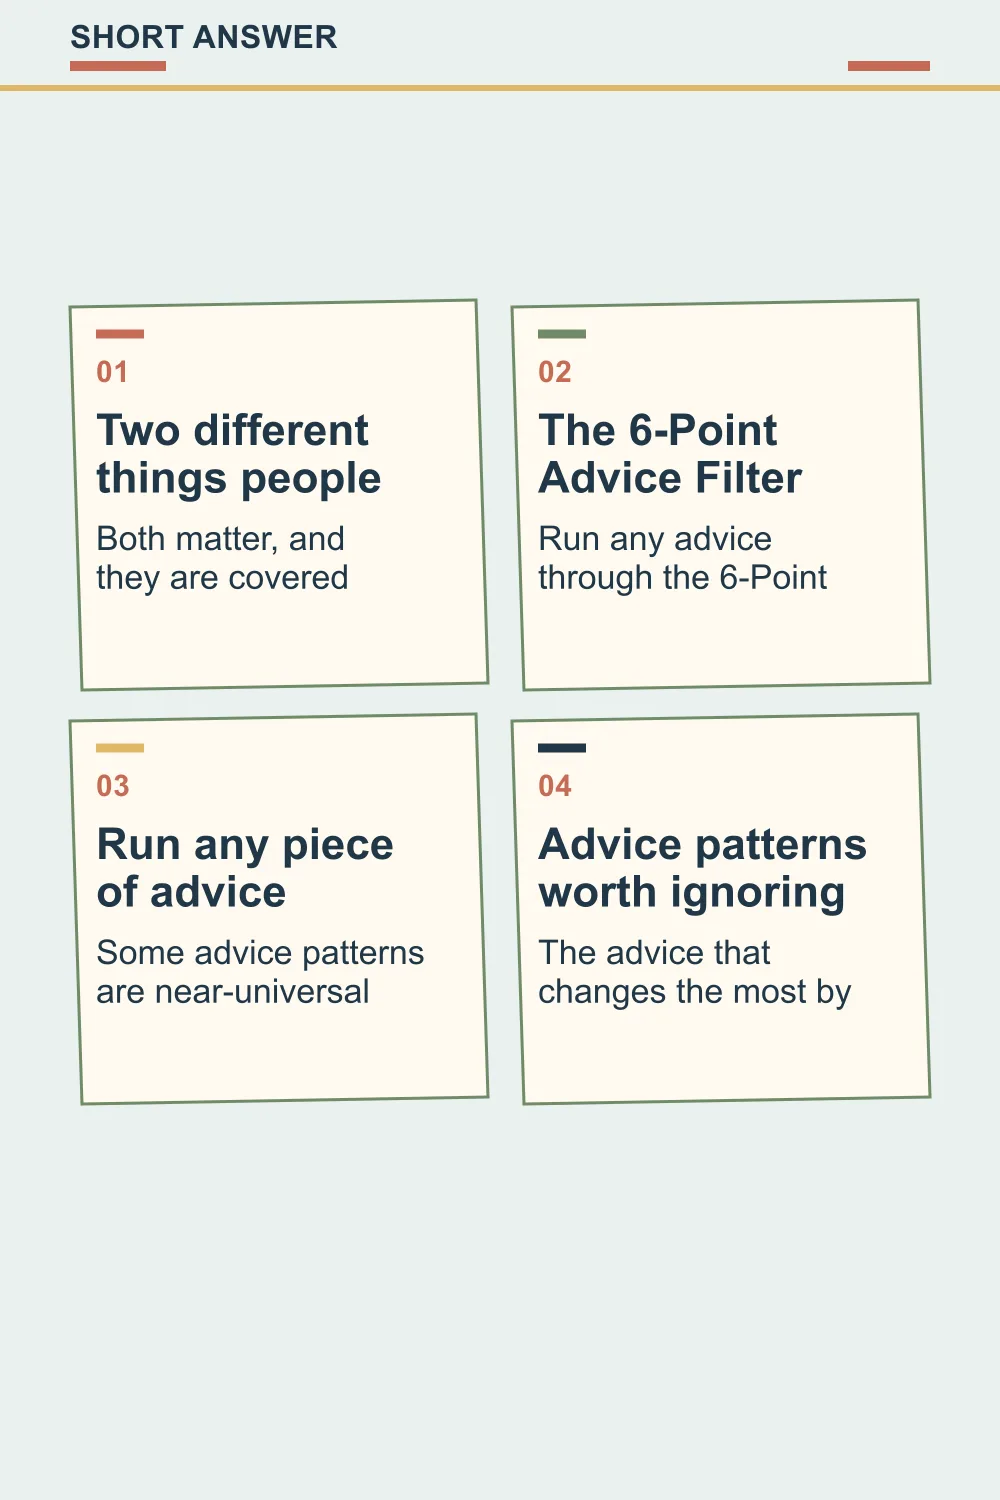 SHORT ANSWER
01
Two different
things people
Both matter, and
they are covered
02
The 6-Point
Advice Filter
Run any advice
through the 6-Point
03
Run any piece
of advice
Some advice patterns
are near-universal
04
Advice patterns
worth ignoring
The advice that
changes the most by